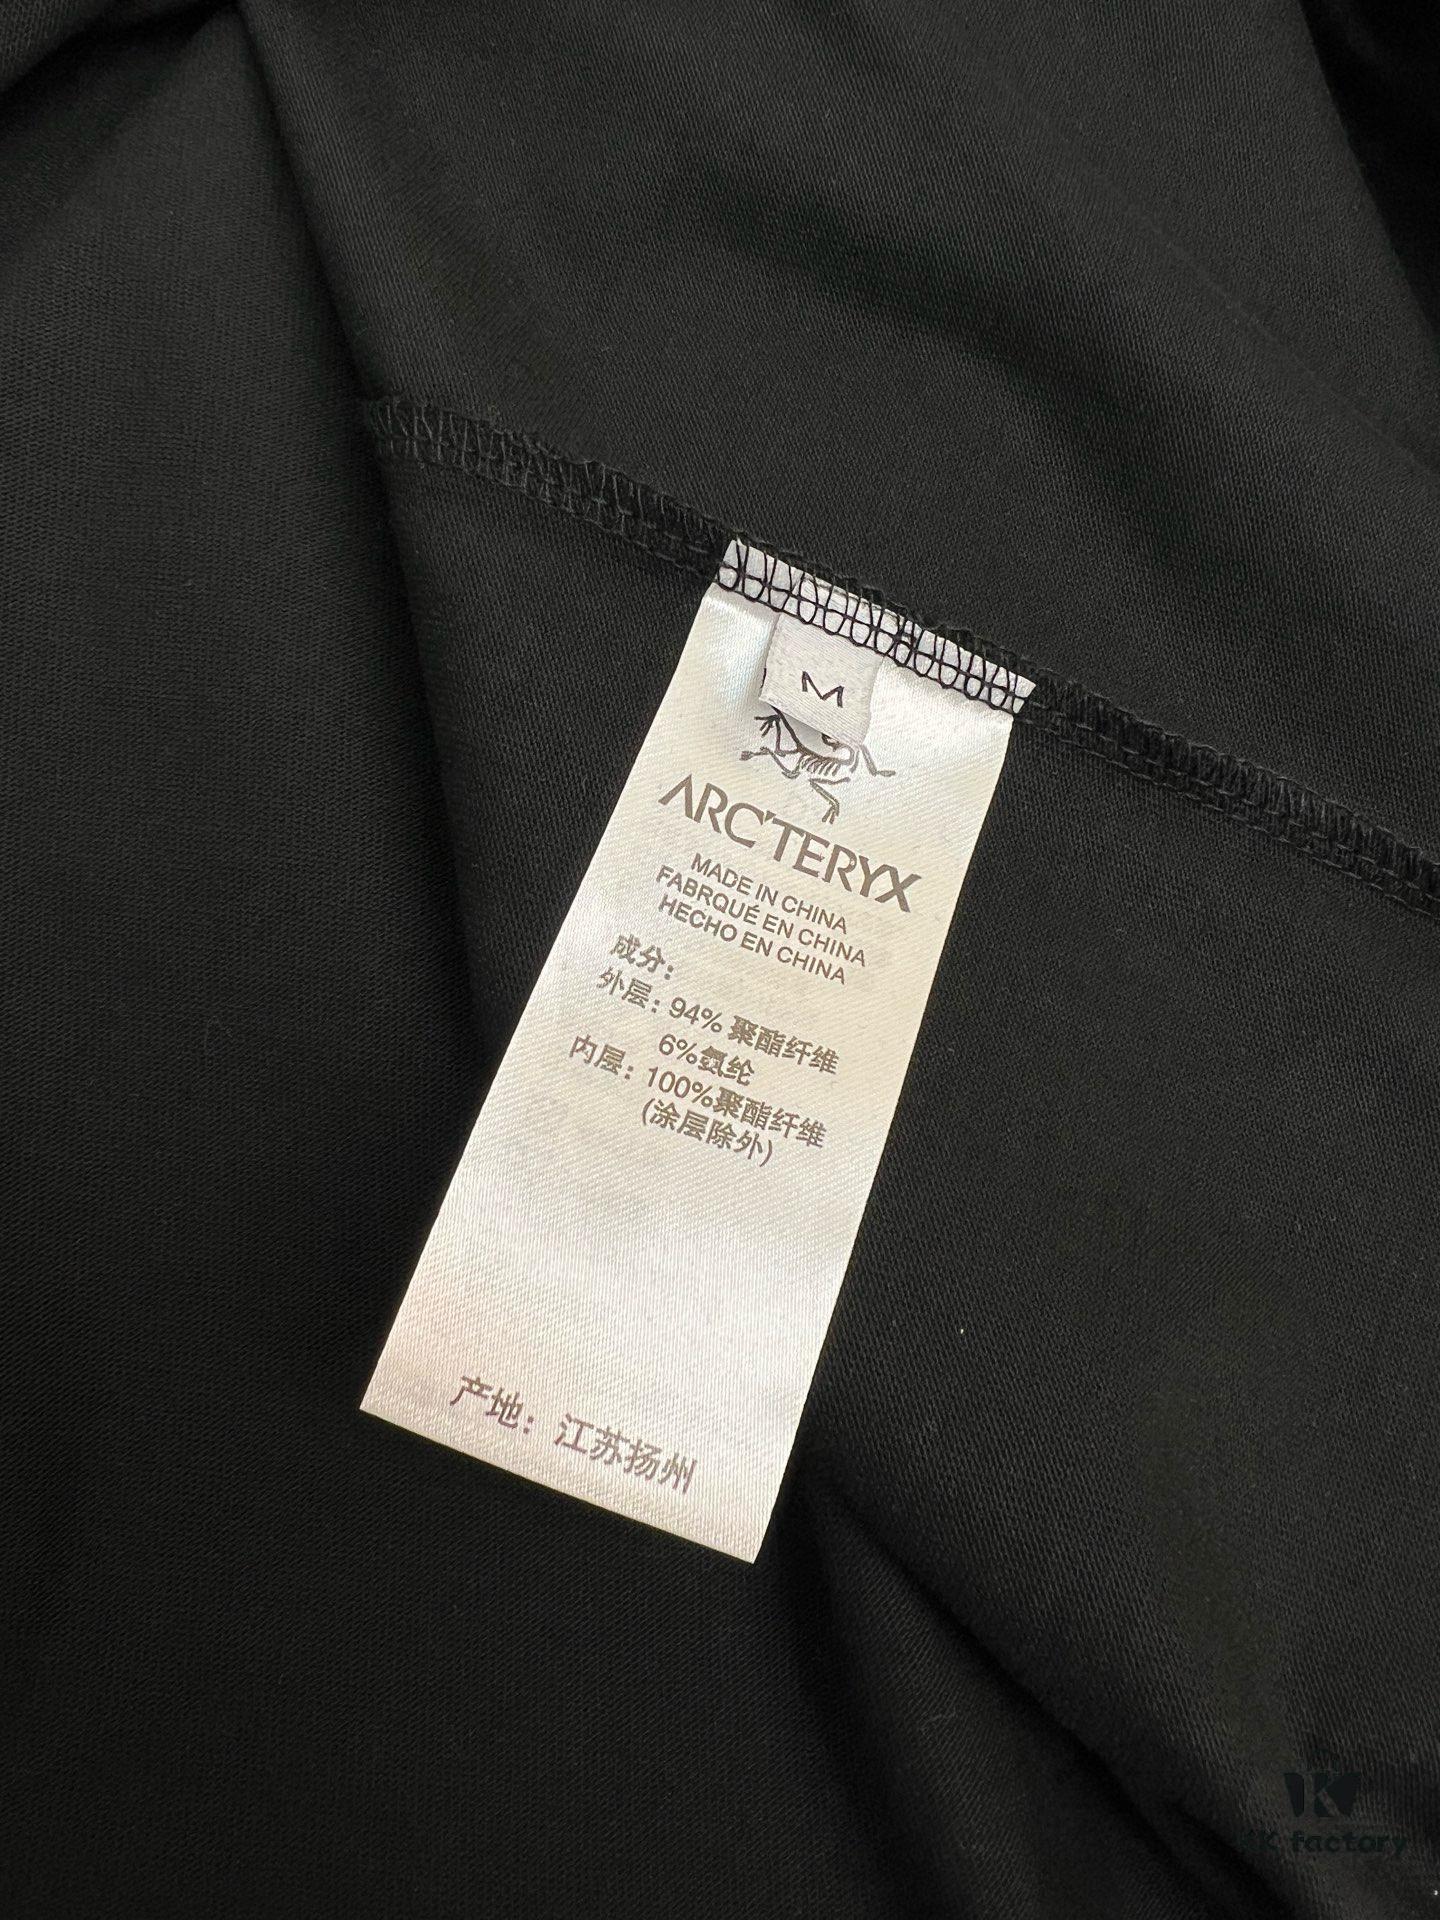 M
ARC'TERYX
MADE IN CHINA
FABRQUÉ EN CHINA
HECHO EN CHINA
成分:
外层: 94% 聚酯纤维
6%氨纶
内层: 100%聚酯纤维
(涂层除外)
产地: 江苏扬州
KK factory